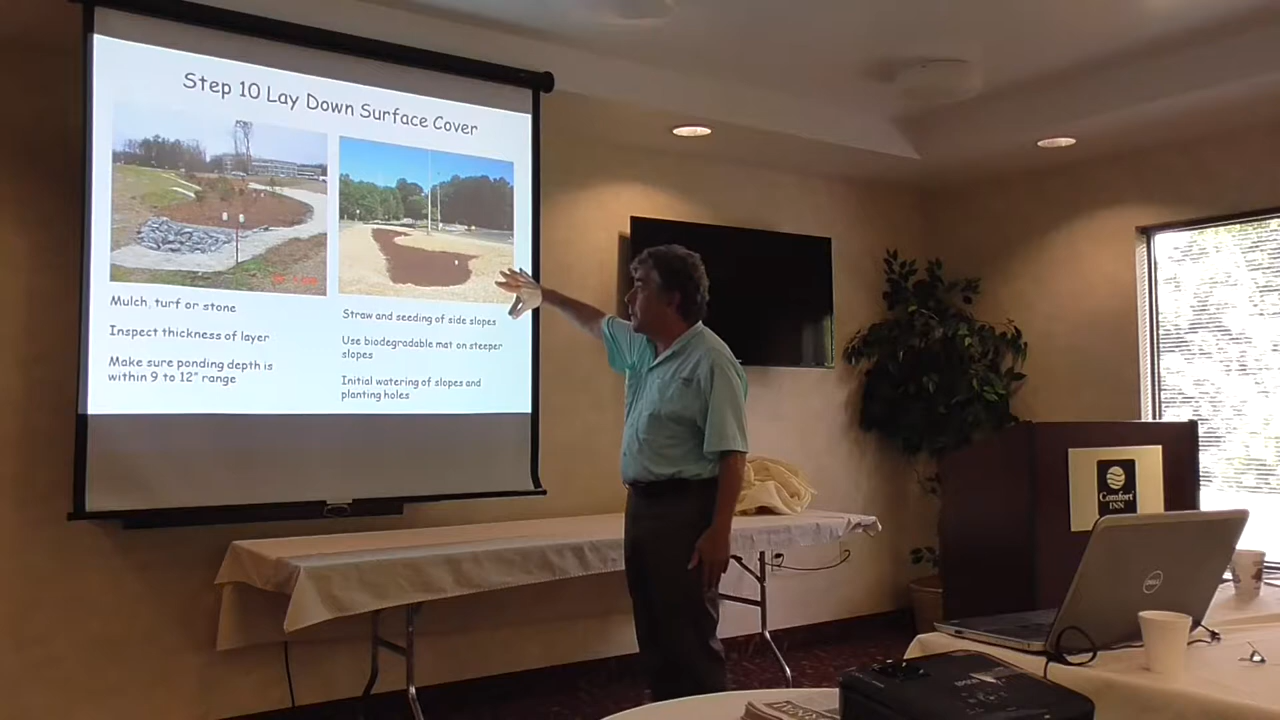 Step 10 Lay Down Surface Cover
Mulch, turf or stone
Inspect thickness of layer
Make sure ponding depth is
within 9 to 12" range
Straw and seeding of side slopes
Use biodegradable mat on steeper
slopes
Initial watering of slopes and
planting holes
Comfort
INN
DELL
EPSON